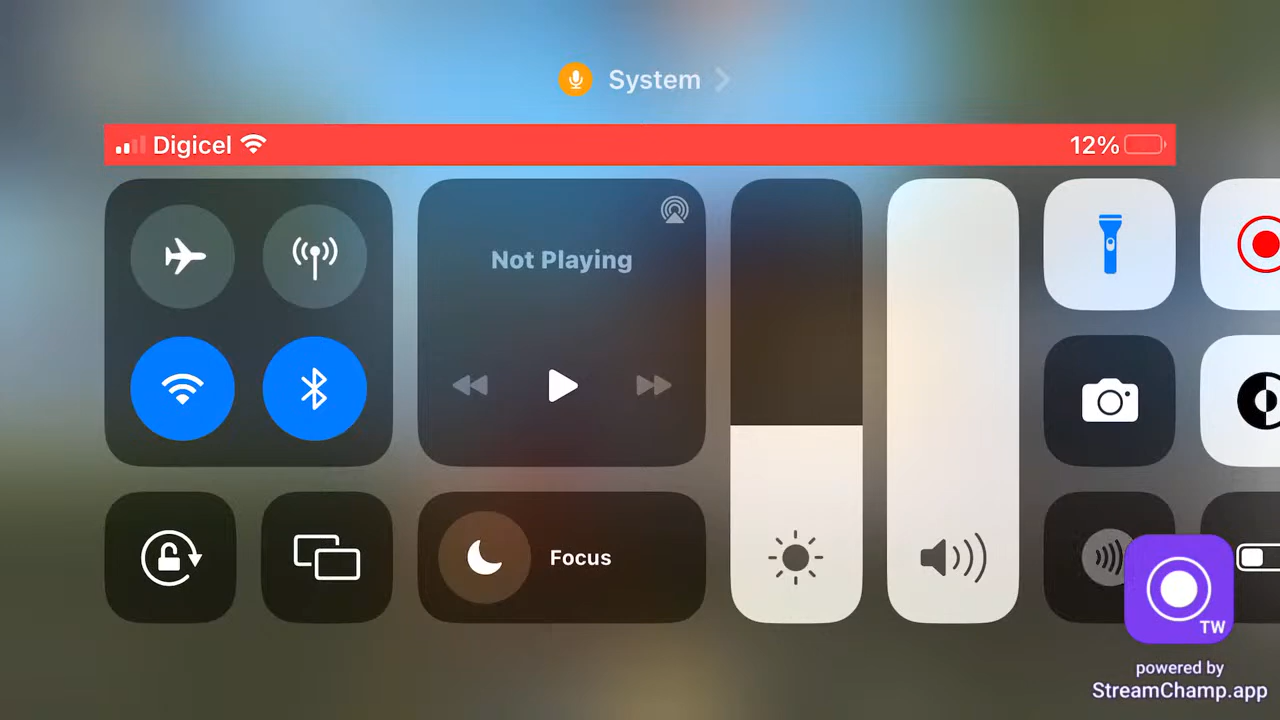 System
Digicel
12%
Not Playing
Focus
TW
powered by
StreamChamp.app